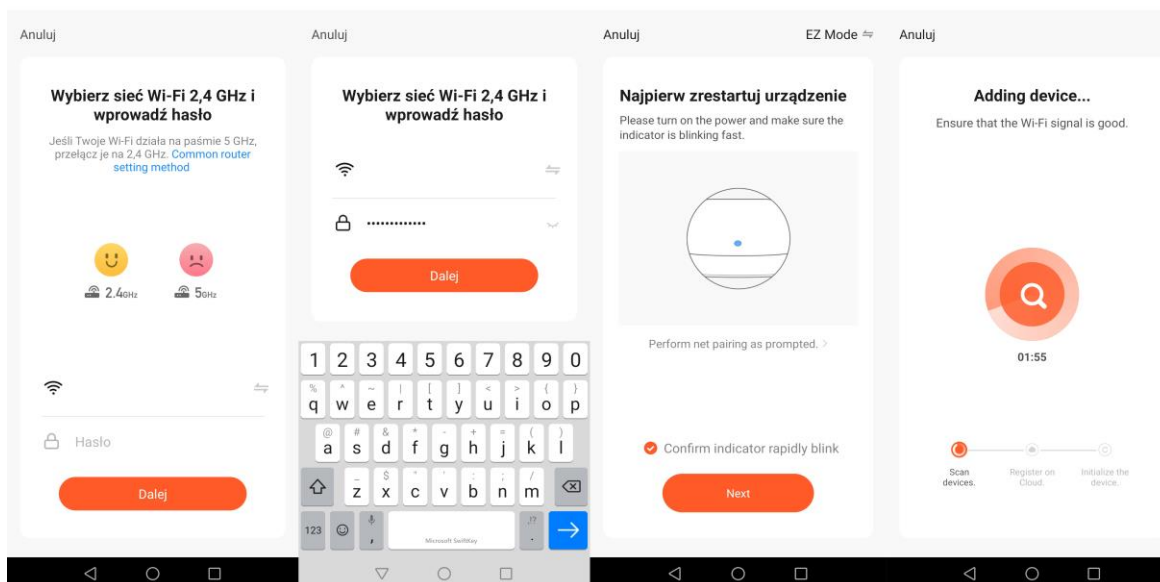 Anuluj
Wybierz sieć Wi-Fi 2,4 GHz i
wprowadź hasło
Jeśli Twoje Wi-Fi działa na paśmie 5 GHz,
przełącz je na 2,4 GHz. Common router
setting method
2.4GHz
5GHz
Hasło
Dalej
Anuluj
Wybierz sieć Wi-Fi 2,4 GHz i
wprowadź hasło
•••••••••••••
Dalej
1 2 3 4 5 6 7 8 9 0
% ^ ~ | [ ] < > { }
q w e r t y u i o p
@ # & * - + = ( )
a s d f g h j k l
_ $ " ' : ; /
z x c v b n m
123 , Microsoft SwiftKey .
Anuluj
EZ Mode
Najpierw zrestartuj urządzenie
Please turn on the power and make sure the
indicator is blinking fast.
Perform net pairing as prompted. >
Confirm indicator rapidly blink
Next
Anuluj
Adding device...
Ensure that the Wi-Fi signal is good.
01:55
Scan
devices.
Register on
Cloud.
Initialize the
device.